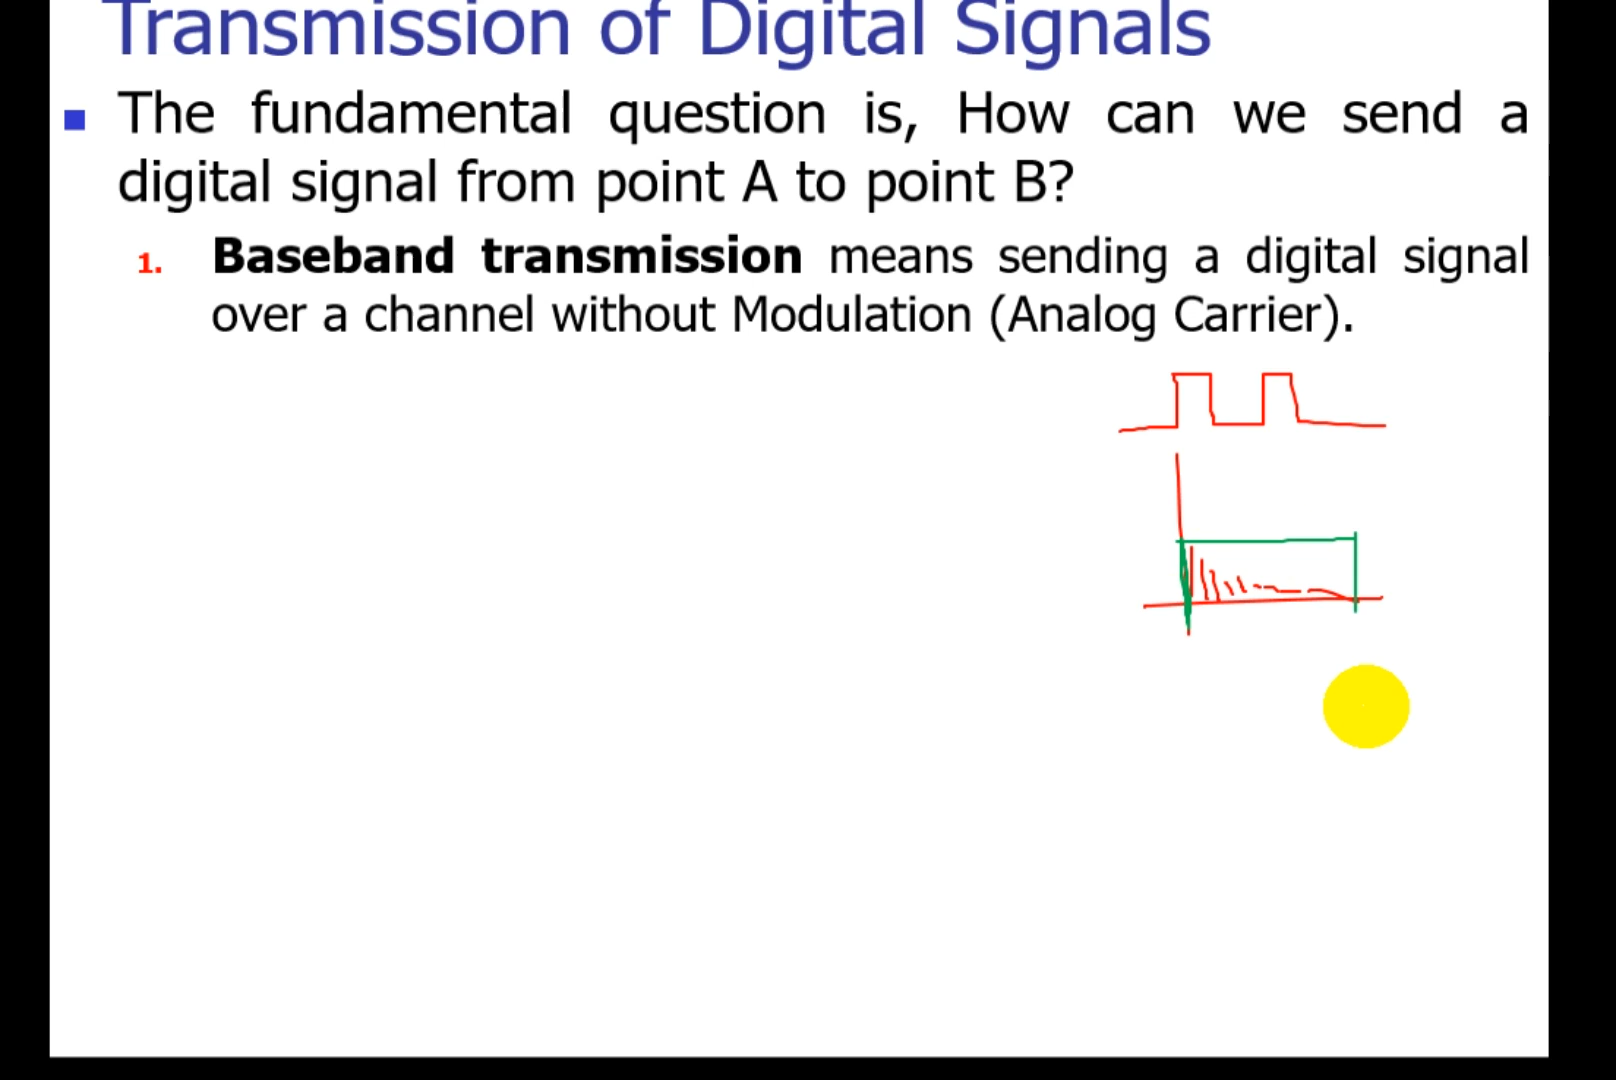 Transmission of Digital Signals
The fundamental question is, How can we send a
digital signal from point A to point B?
1. Baseband transmission means sending a digital signal
over a channel without Modulation (Analog Carrier).